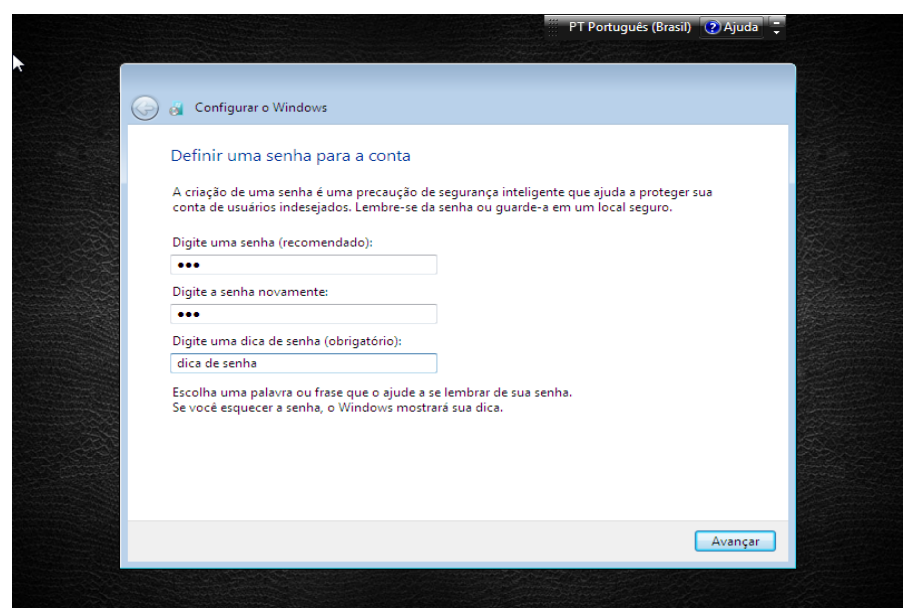 PT Português (Brasil) Ajuda
Configurar o Windows
Definir uma senha para a conta
A criação de uma senha é uma precaução de segurança inteligente que ajuda a proteger sua
conta de usuários indesejados. Lembre-se da senha ou guarde-a em um local seguro.
Digite uma senha (recomendado):
•••
Digite a senha novamente:
•••
Digite uma dica de senha (obrigatório):
dica de senha
Escolha uma palavra ou frase que o ajude a se lembrar de sua senha.
Se você esquecer a senha, o Windows mostrará sua dica.
Avançar